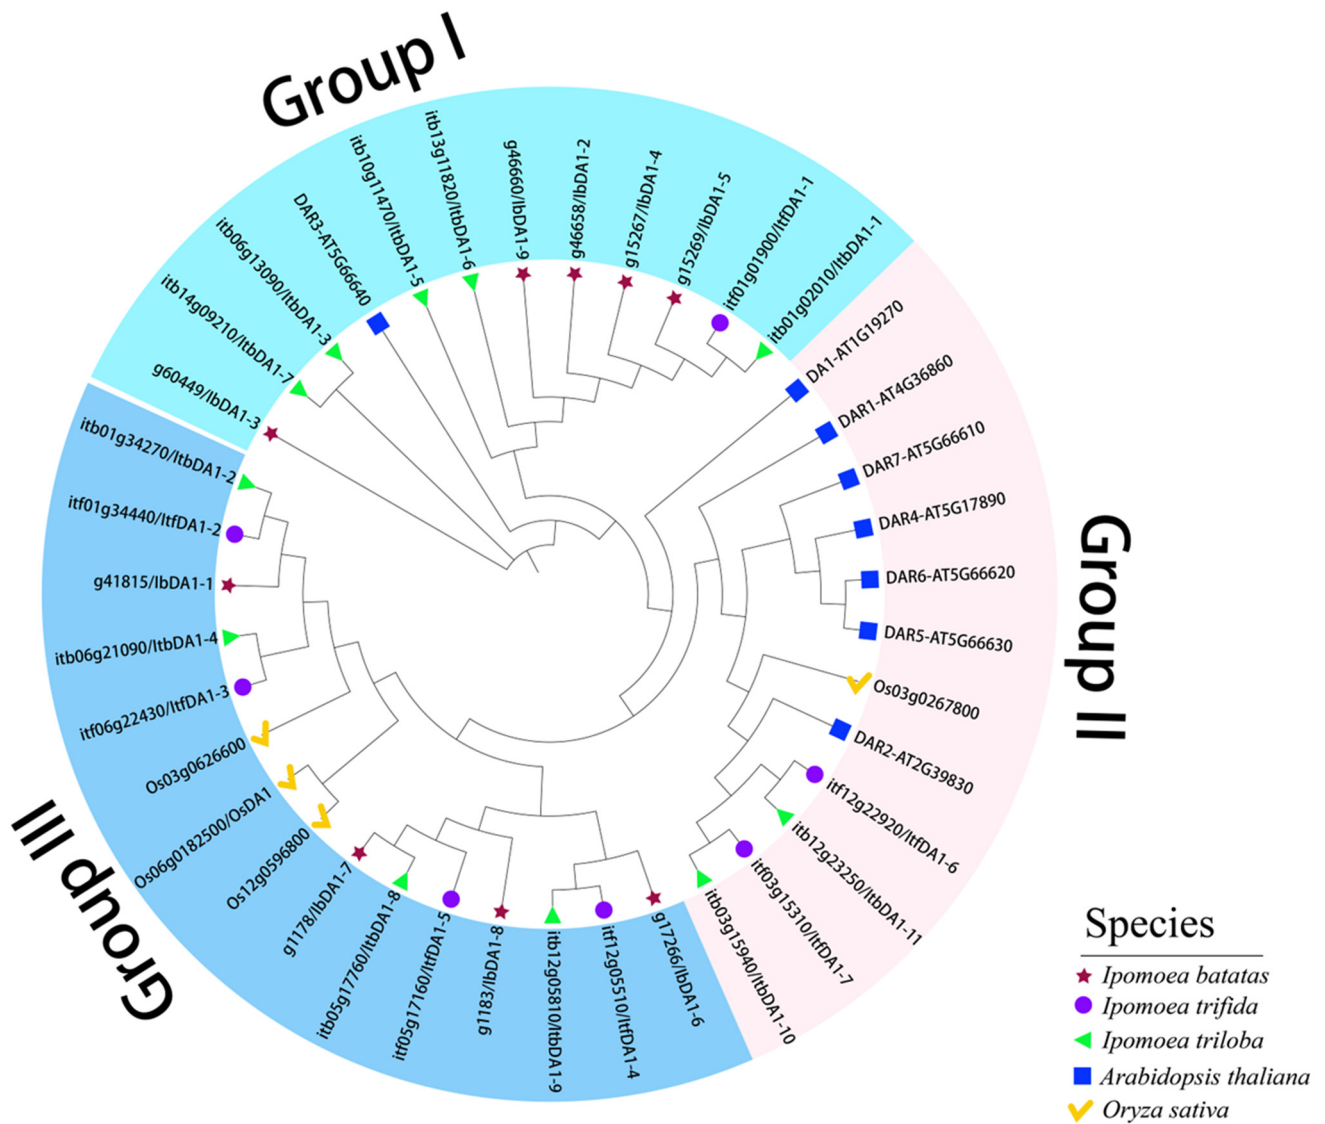 Group I
g60449/IbDA1-3
itb14g09210/ItbDA1-7
itb06g13090/ItbDA1-3
DAR3-AT5G66640
itb10g11470/ItbDA1-5
itb13g11820/ItbDA1-6
g46660/IbDA1-9
g46658/IbDA1-2
g15267/IbDA1-4
g15269/IbDA1-5
itf01g01900/ItfDA1-1
itb01g02010/ItbDA1-1
Group II
DA1-AT1G19270
DAR1-AT4G36860
DAR7-AT5G66610
DAR4-AT5G17890
DAR6-AT5G66620
DAR5-AT5G66630
Os03g0267800
DAR2-AT2G39830
itf12g22920/ItfDA1-6
itb12g23250/ItbDA1-11
itf03g15310/ItfDA1-7
itb03g15940/ItbDA1-10
Group III
g17266/IbDA1-6
itf12g05510/ItfDA1-4
itb12g05810/ItbDA1-9
g1183/IbDA1-8
itf05g17160/ItfDA1-5
itb05g17760/ItbDA1-8
g1178/IbDA1-7
Os12g0596800
Os06g0182500/OsDA1
Os03g0626600
itf06g22430/ItfDA1-3
itb06g21090/ItbDA1-4
g41815/IbDA1-1
itf01g34440/ItfDA1-2
itb01g34270/ItbDA1-2
Species
Ipomoea batatas
Ipomoea trifida
Ipomoea triloba
Arabidopsis thaliana
Oryza sativa